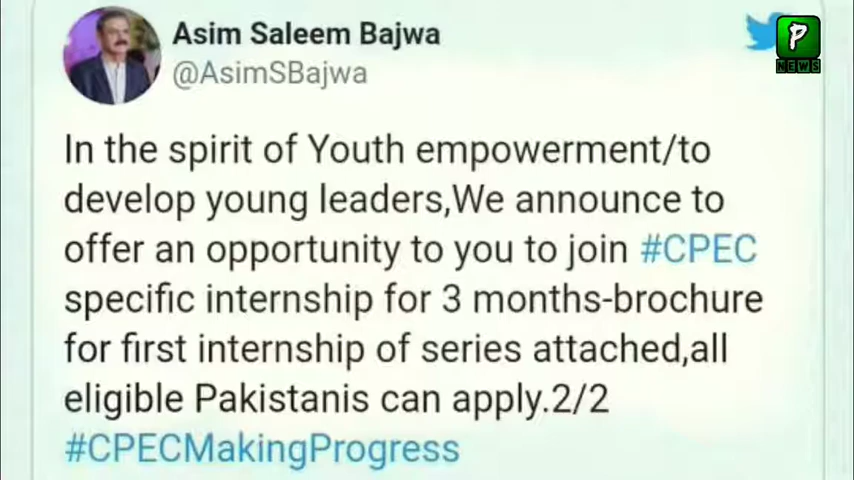 Asim Saleem Bajwa
@AsimSBajwa
P
NEWS
In the spirit of Youth empowerment/to
develop young leaders,We announce to
offer an opportunity to you to join #CPEC
specific internship for 3 months-brochure
for first internship of series attached,all
eligible Pakistanis can apply.2/2
#CPECMakingProgress